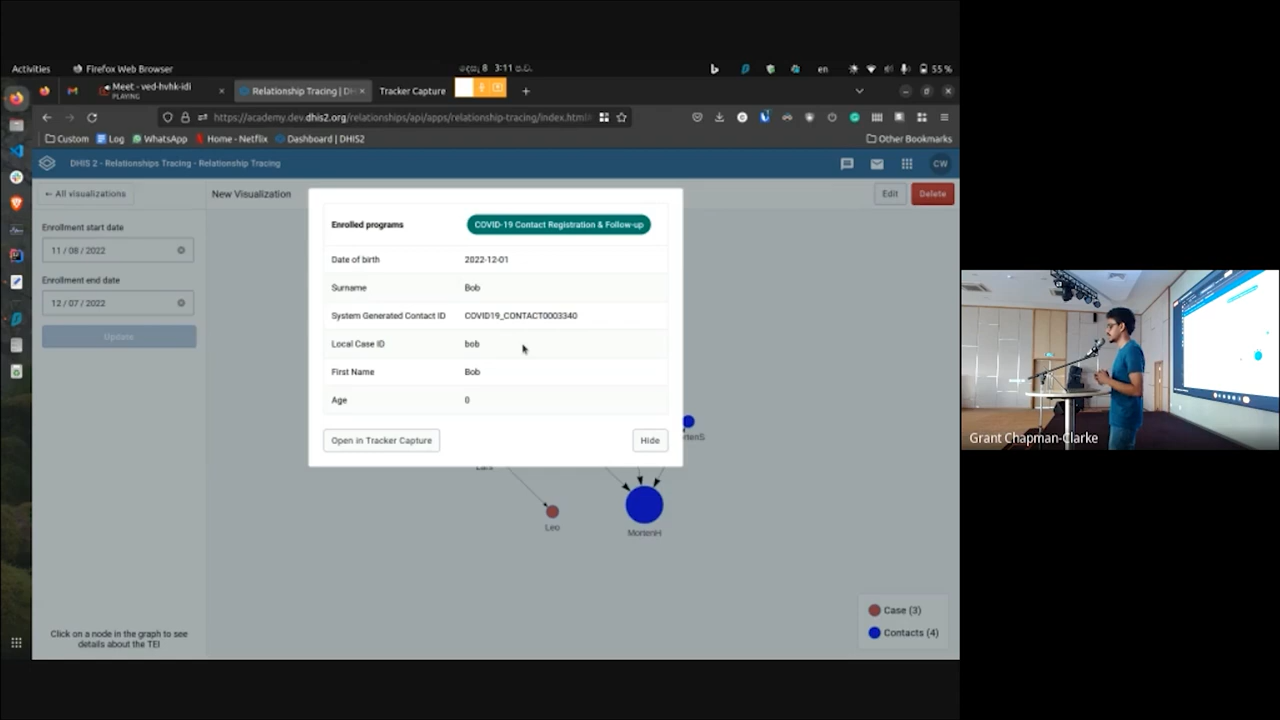 Activities
Firefox Web Browser
3:11
en
55 %
Meet - ved-hvhk-idi
PLAYING
Relationship Tracing | DH
Tracker Capture
https://academy.dev.dhis2.org/relationships/api/apps/relationship-tracing/index.html
Custom
Log
WhatsApp
Home - Netflix
Dashboard | DHIS2
Other Bookmarks
DHIS 2 - Relationships Tracing - Relationship Tracing
CW
← All visualizations
New Visualization
Edit
Delete
Enrollment start date
11 / 08 / 2022
Enrollment end date
12 / 07 / 2022
Update
Enrolled programs
COVID-19 Contact Registration & Follow-up
Date of birth
2022-12-01
Surname
Bob
System Generated Contact ID
COVID19_CONTACT0003340
Local Case ID
bob
First Name
Bob
Age
0
Open in Tracker Capture
Hide
rtenS
Lars
Leo
MortenH
Case (3)
Contacts (4)
Click on a node in the graph to see
details about the TEI
Grant Chapman-Clarke